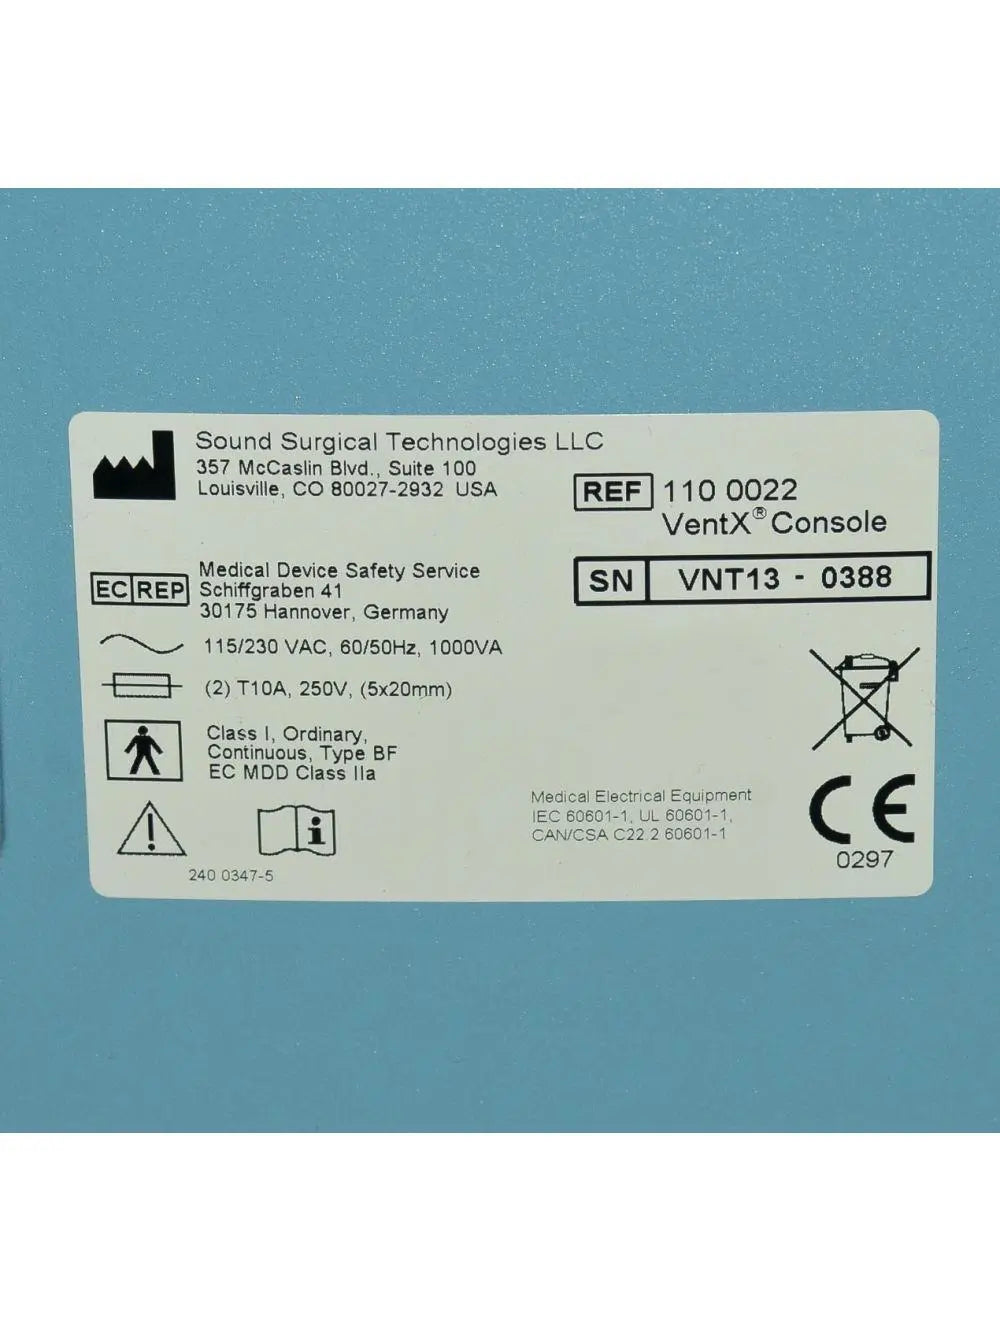 Sound Surgical Technologies LLC
357 McCaslin Blvd., Suite 100
Louisville, CO 80027-2932 USA
REF 110 0022
VentX® Console
SN VNT13 - 0388
EC REP
Medical Device Safety Service
Schiffgraben 41
30175 Hannover, Germany
115/230 VAC, 60/50Hz, 1000VA
(2) T10A, 250V, (5x20mm)
Class I, Ordinary,
Continuous, Type BF
EC MDD Class IIa
Medical Electrical Equipment
IEC 60601-1, UL 60601-1,
CAN/CSA C22.2 60601-1
CE
0297
240 0347-5